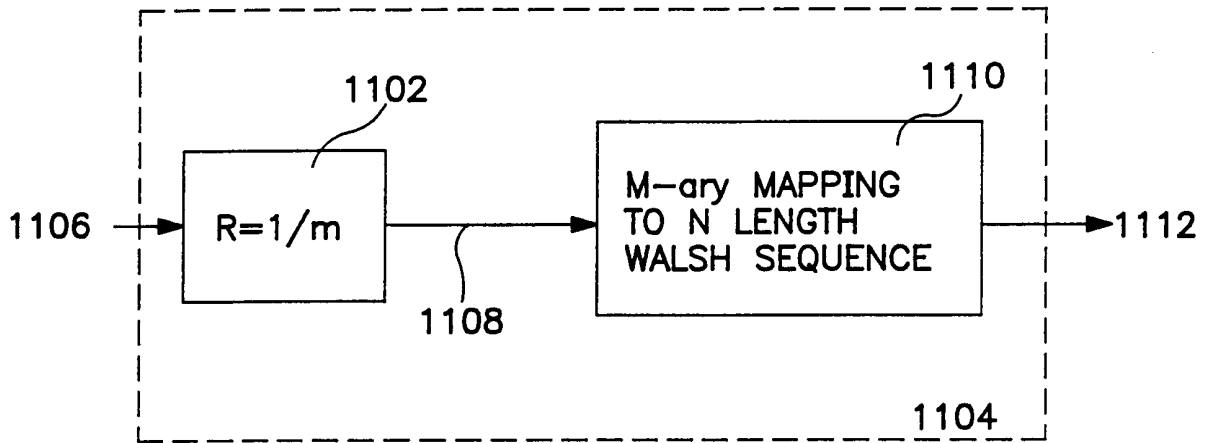 1102
1110
1106
R=1/m
M-ary MAPPING
TO N LENGTH
WALSH SEQUENCE
1112
1108
1104